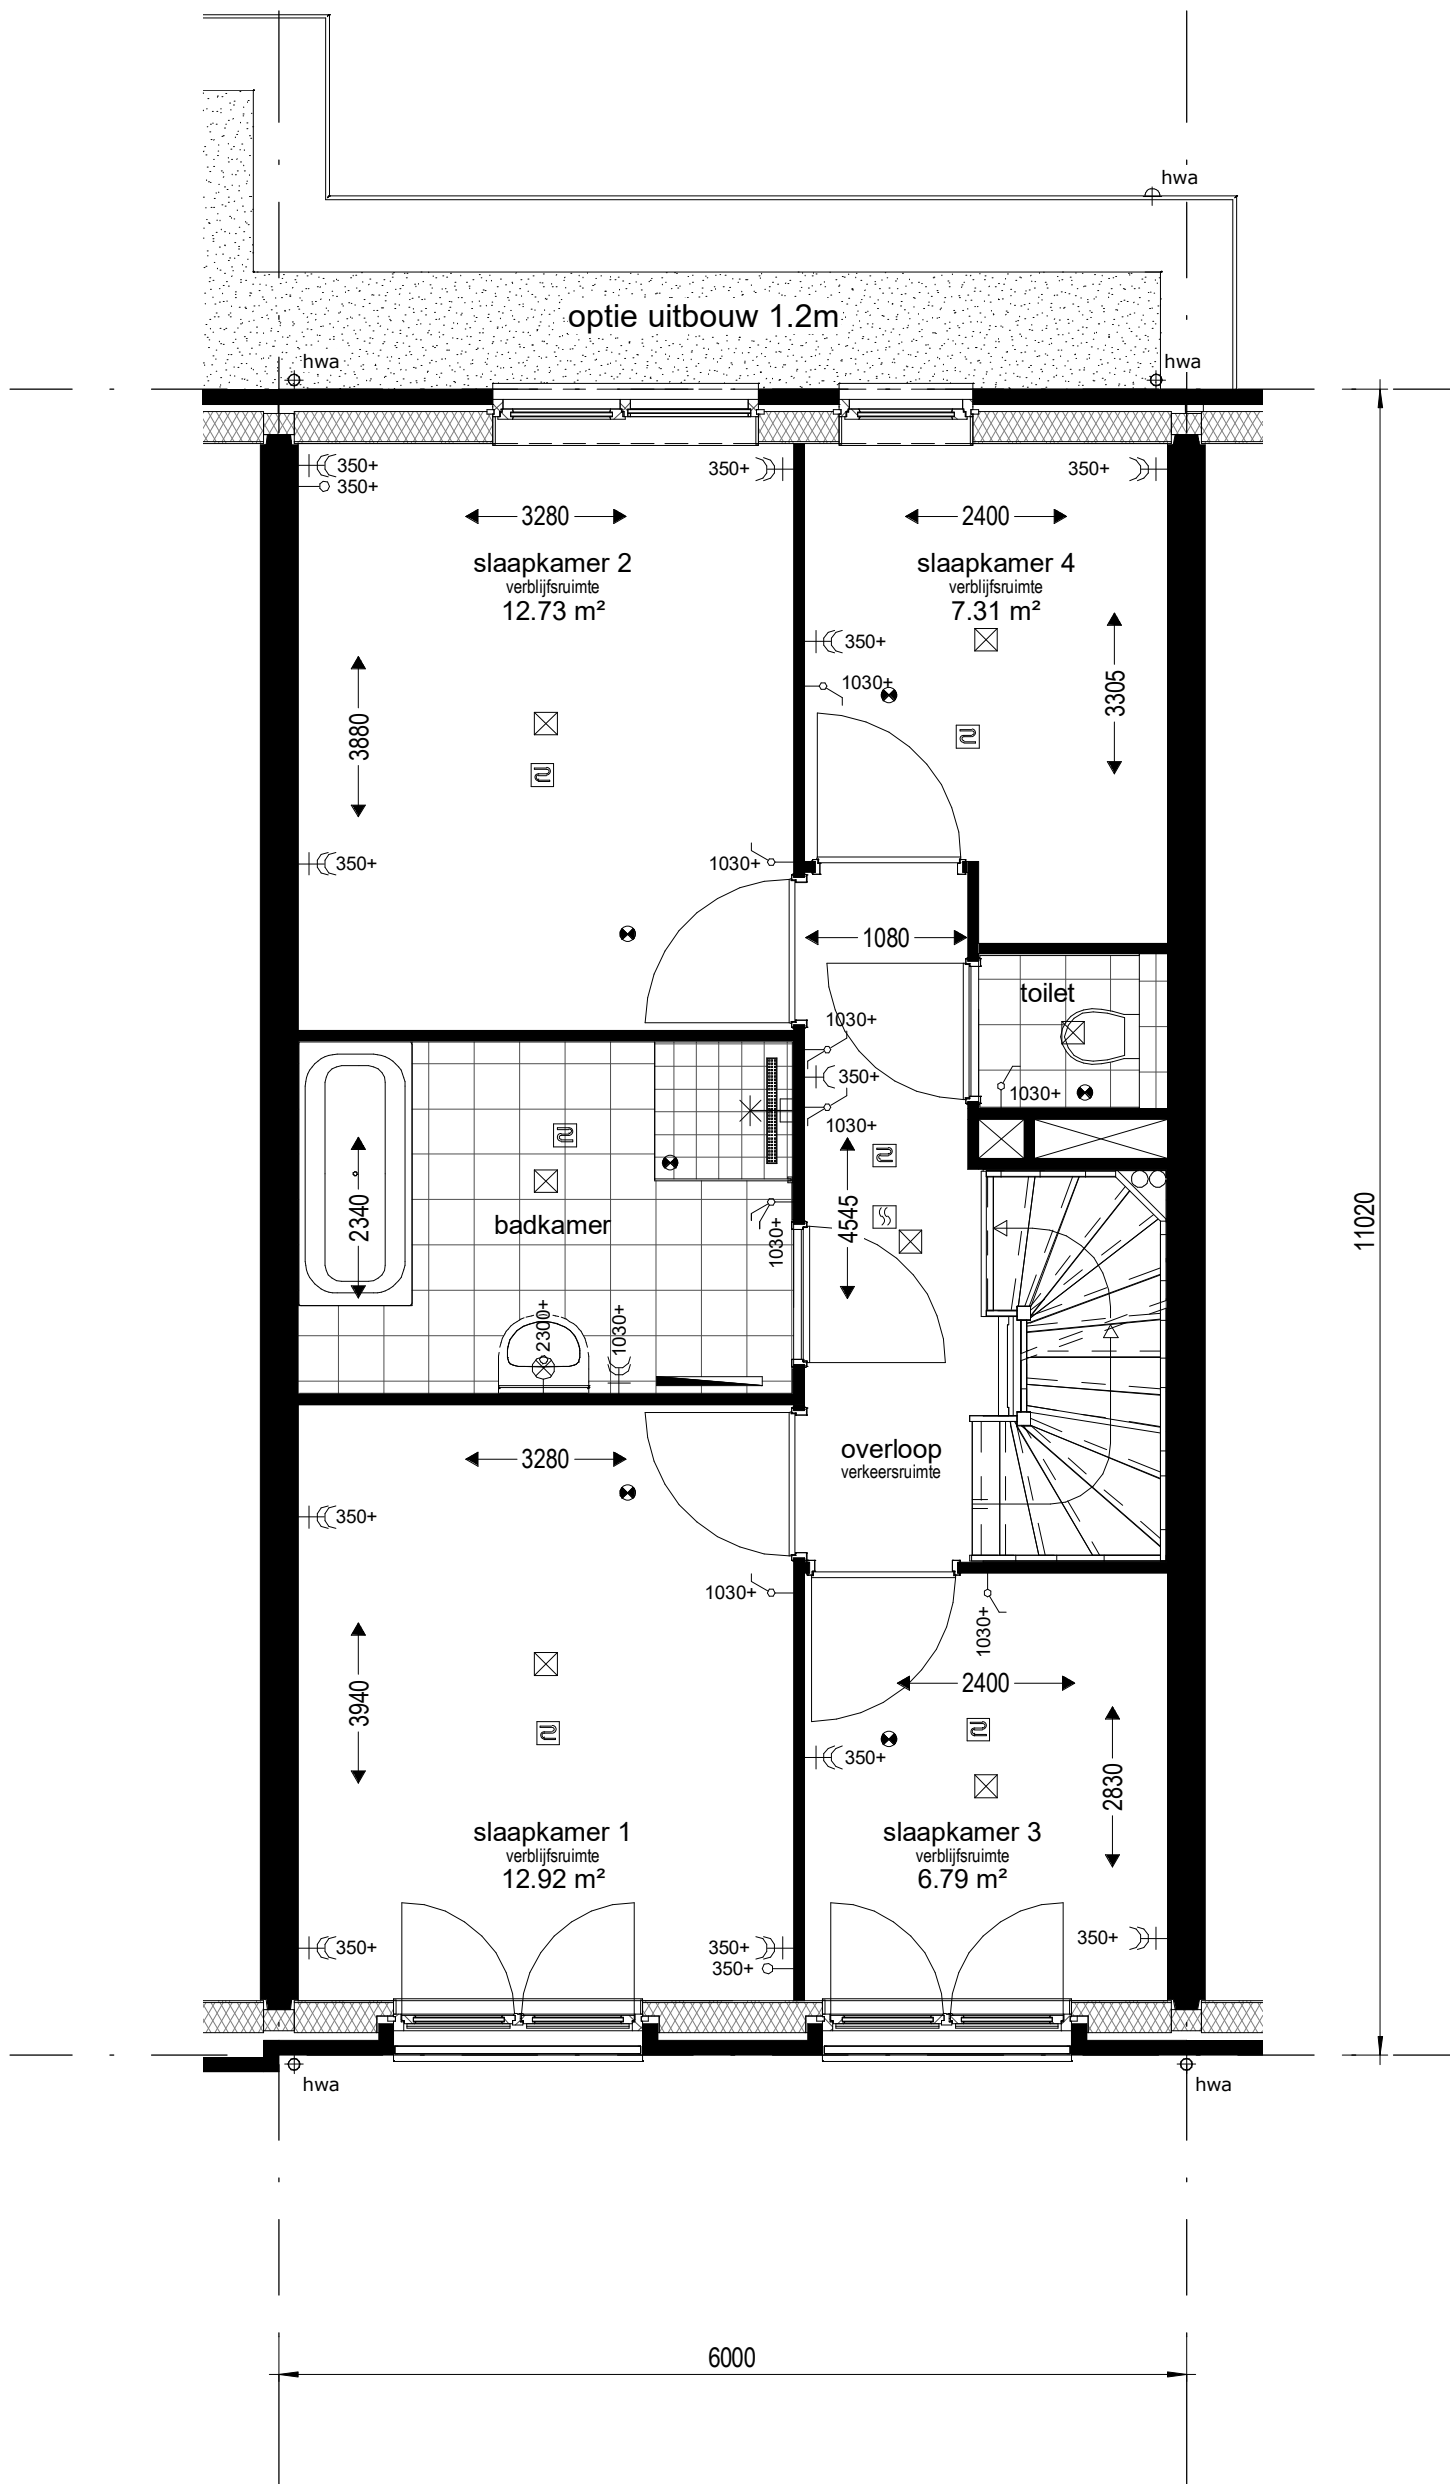 hwa
optie uitbouw 1.2m
hwa
hwa
350+
350+
350+
350+
3280
2400
slaapkamer 2
verblijfsruimte
12.73 m²
slaapkamer 4
verblijfsruimte
7.31 m²
350+
1030+
3880
3305
350+
1030+
1080
toilet
1030+
350+
1030+
1030+
2340
badkamer
1030+
4545
11020
2300+
1030+
3280
overloop
verkeersruimte
350+
1030+
1030+
3940
2400
350+
2830
slaapkamer 1
verblijfsruimte
12.92 m²
slaapkamer 3
verblijfsruimte
6.79 m²
350+
350+
350+
350+
hwa
hwa
6000